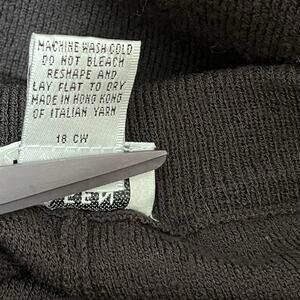 MACHINE WASH COLD
DO NOT BLEACH
RESHAPE AND
LAY FLAT TO DRY
MADE IN HONG KONG
OF ITALIAN YARN
18 CW